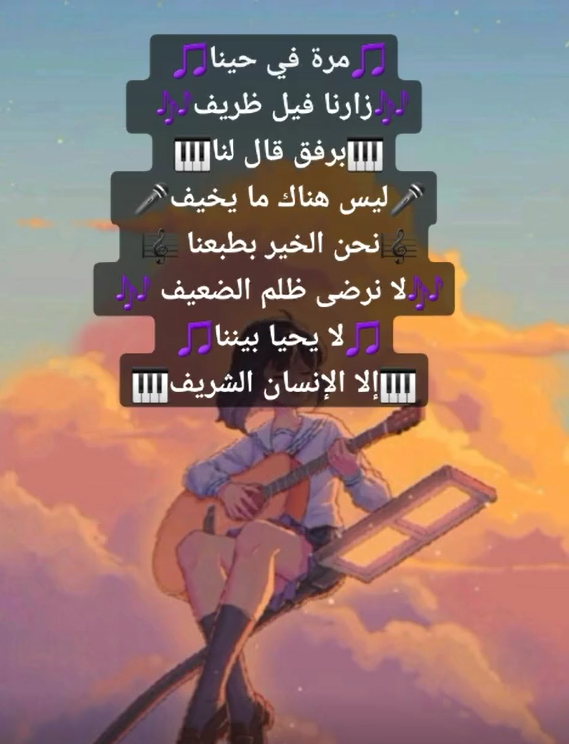 🎵مرة في حينا🎵
🎶زارنا فيل ظريف🎶
🎹برفق قال لنا🎹
🎤ليس هناك ما يخيف🎤
🎼نحن الخير بطبعنا🎼
🎶لا نرضى ظلم الضعيف🎶
🎵لا يحيا بيننا🎵
🎹إلا الإنسان الشريف🎹